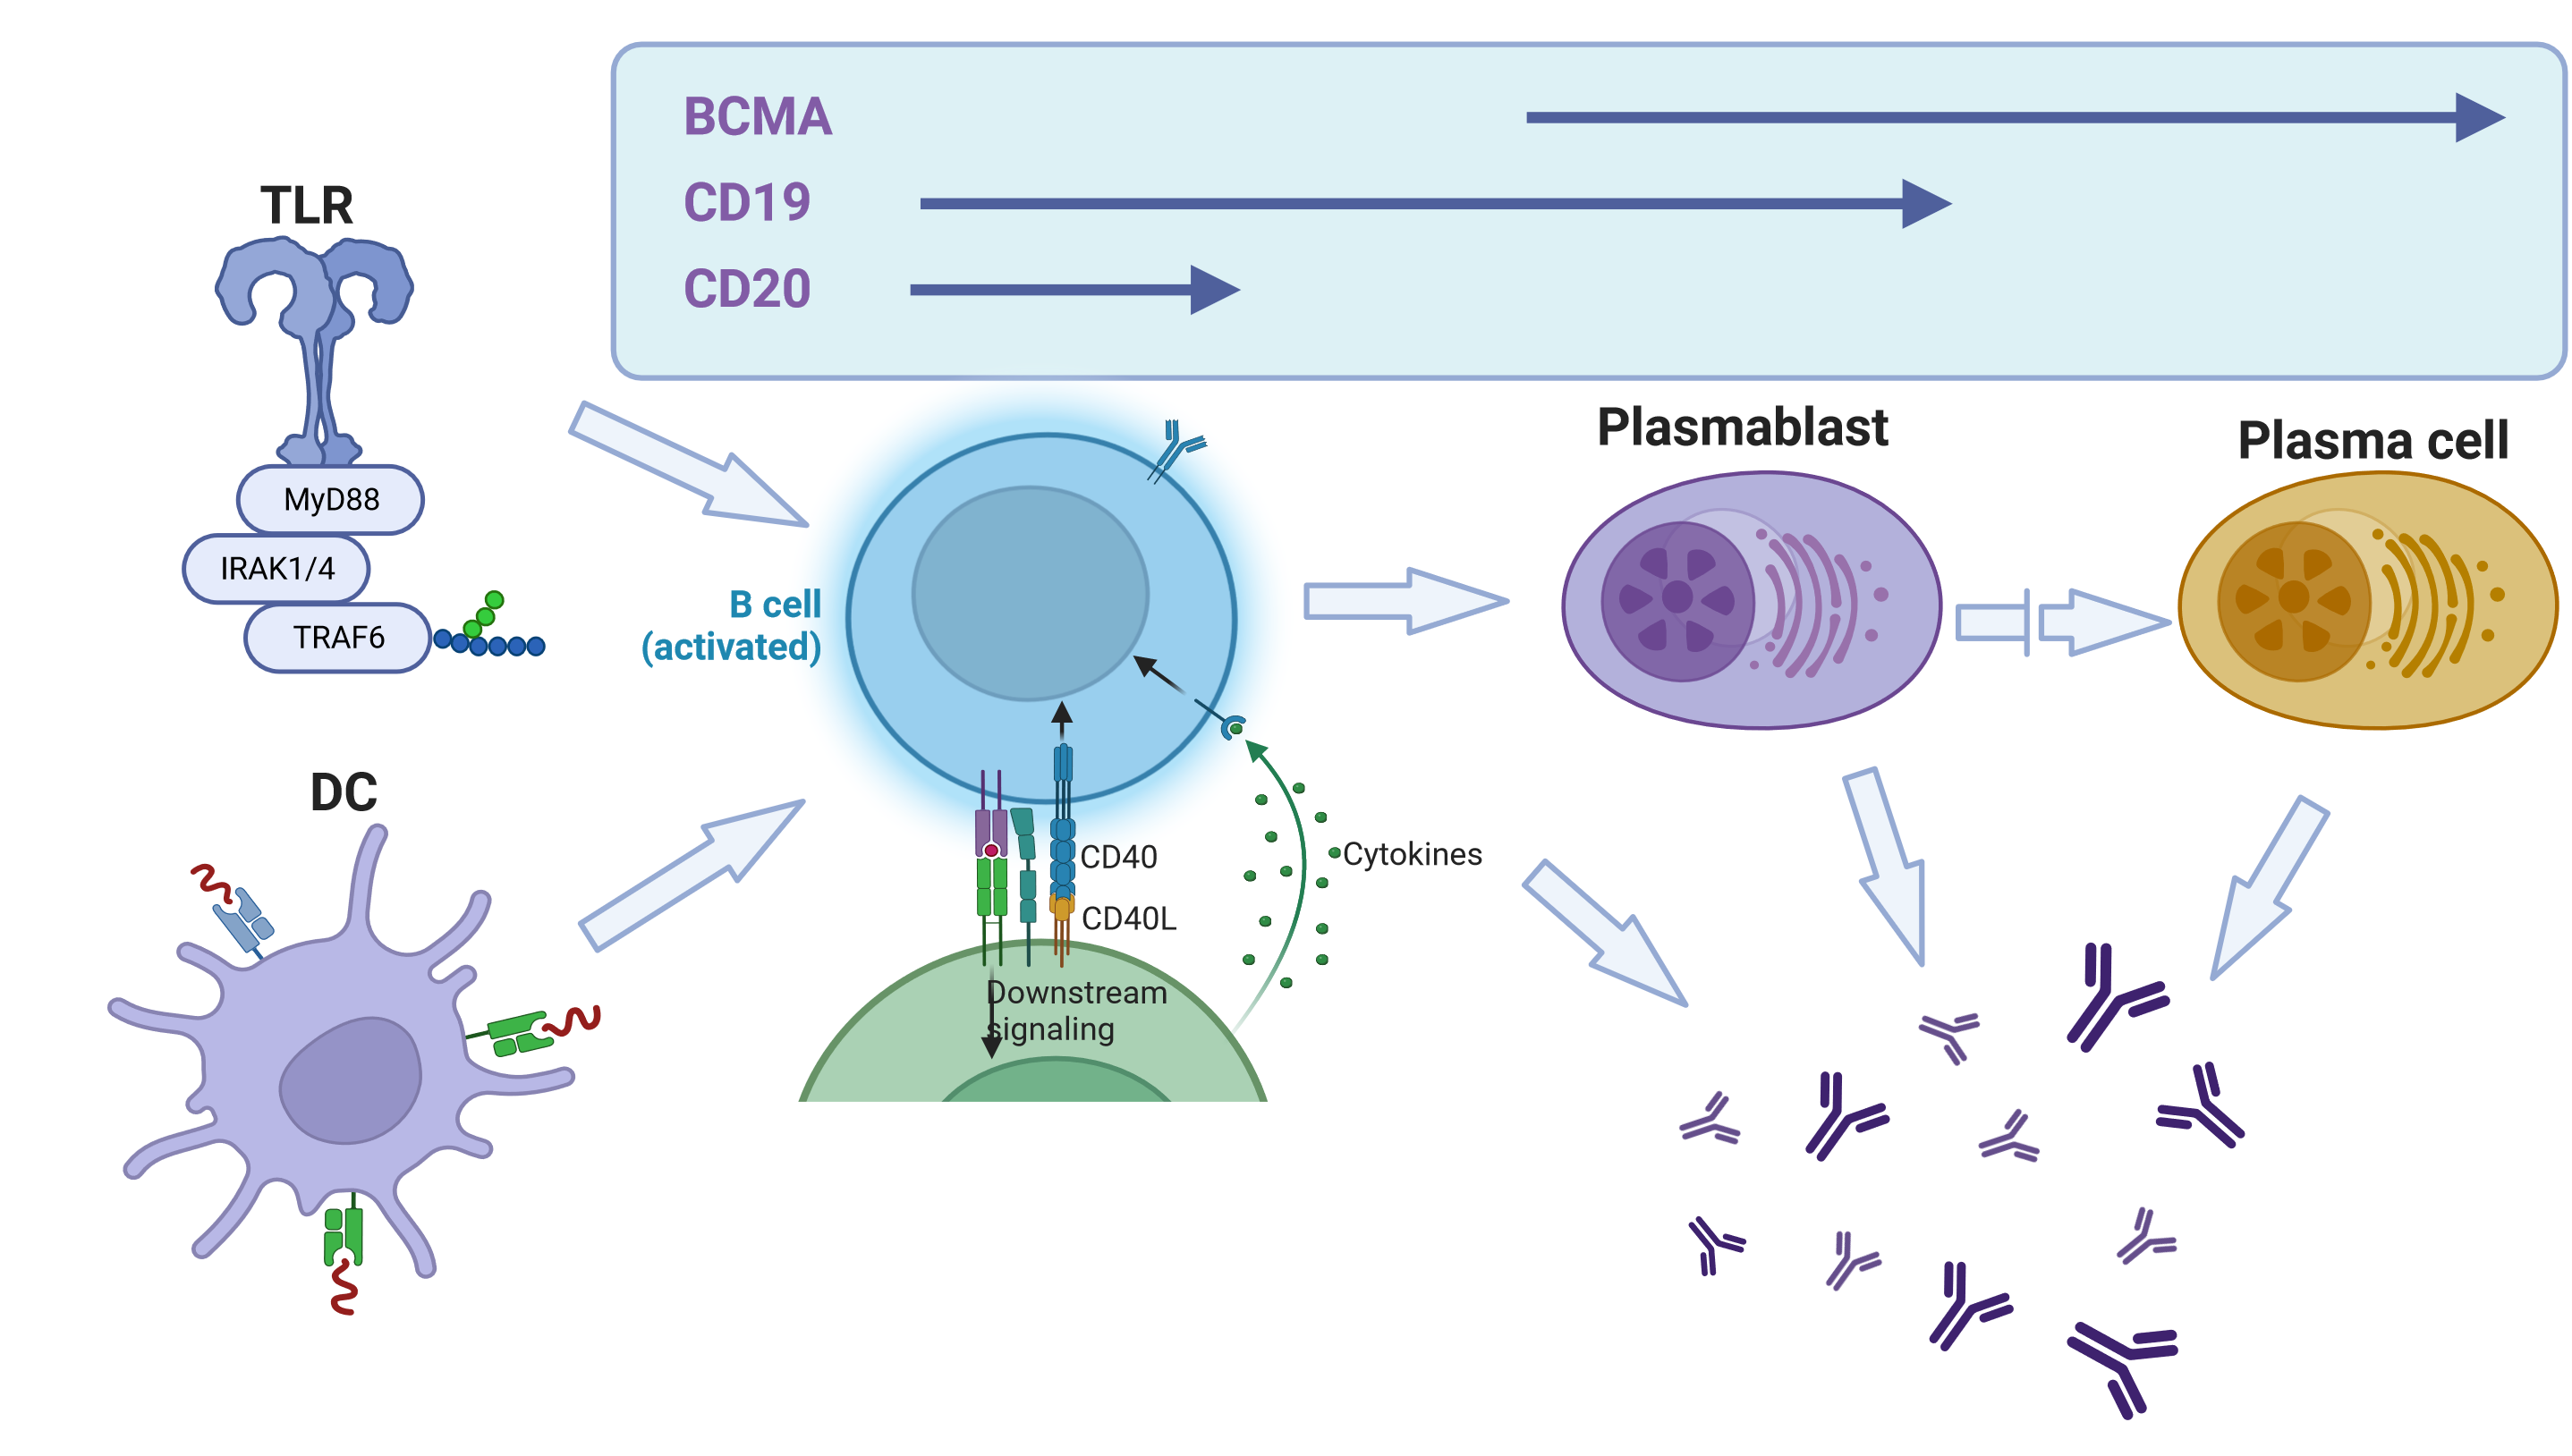 BCMA
CD19
CD20
TLR
MyD88
IRAK1/4
TRAF6
B cell
(activated)
Plasmablast
Plasma cell
DC
CD40
CD40L
Cytokines
Downstream
signaling